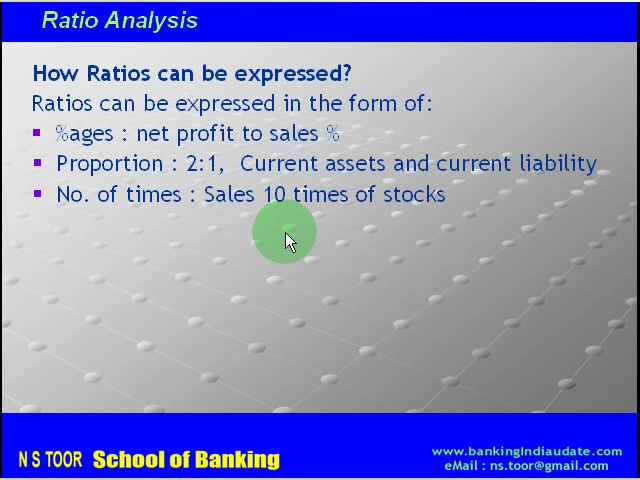 Ratio Analysis
How Ratios can be expressed?
Ratios can be expressed in the form of:
▪ %ages : net profit to sales %
▪ Proportion : 2:1, Current assets and current liability
▪ No. of times : Sales 10 times of stocks
N S TOOR School of Banking
www.bankingindiaudate.com
eMail : ns.toor@gmail.com